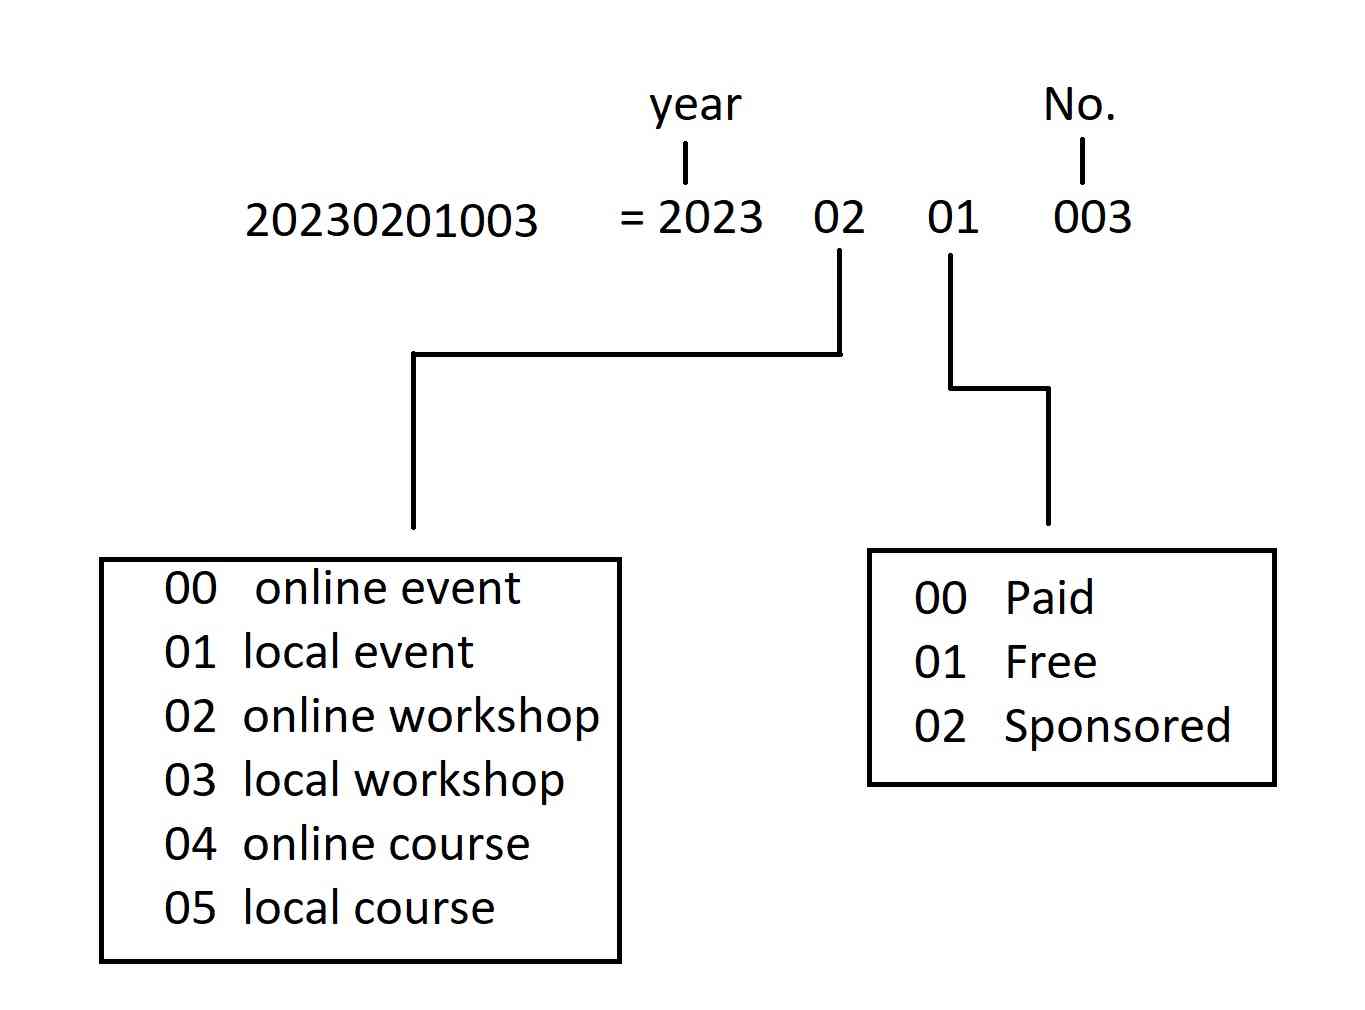 year No.
20230201003 = 2023 02 01 003
00 online event
01 local event
02 online workshop
03 local workshop
04 online course
05 local course
00 Paid
01 Free
02 Sponsored